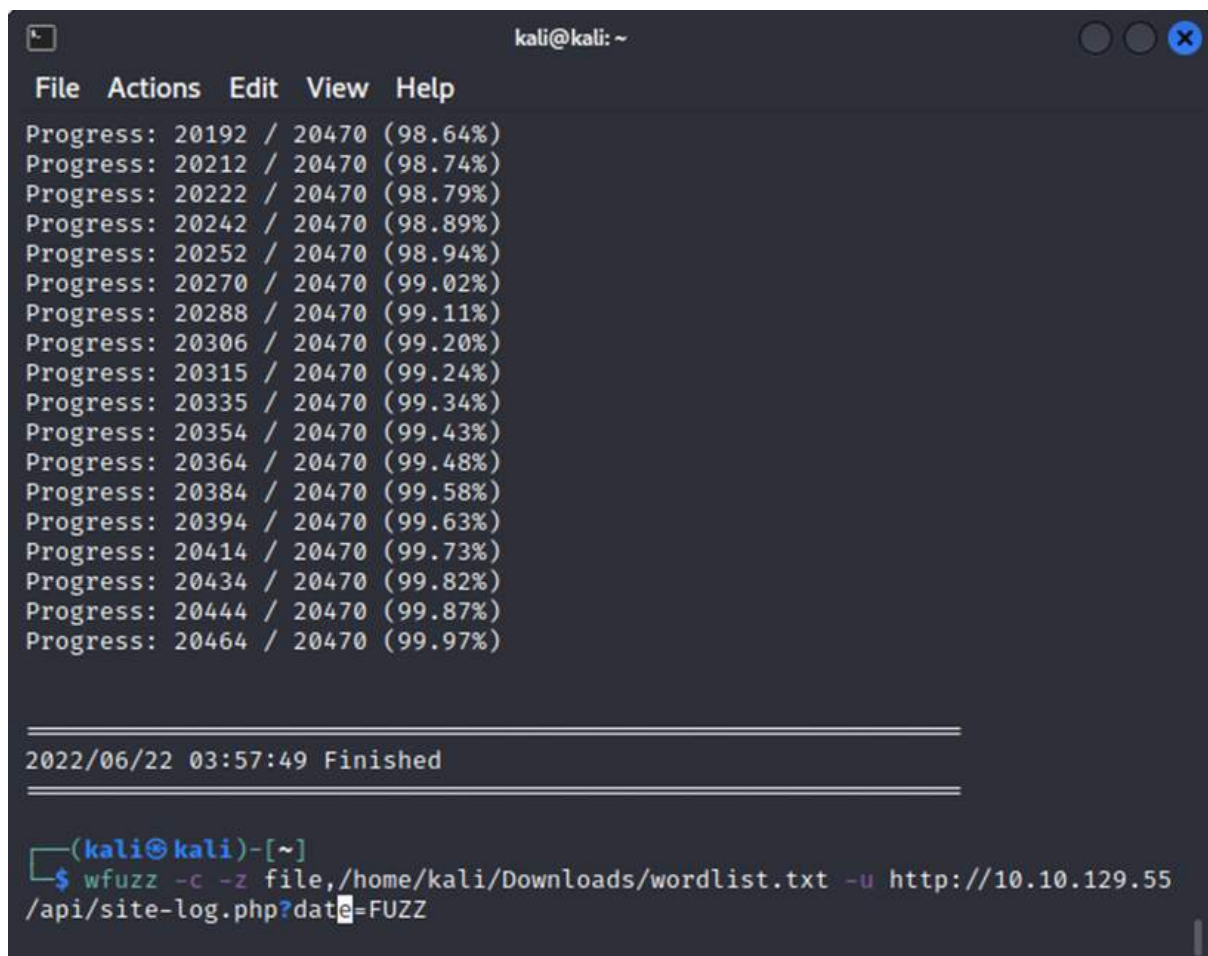 kali@kali: ~
File Actions Edit View Help
Progress: 20192 / 20470 (98.64%)
Progress: 20212 / 20470 (98.74%)
Progress: 20222 / 20470 (98.79%)
Progress: 20242 / 20470 (98.89%)
Progress: 20252 / 20470 (98.94%)
Progress: 20270 / 20470 (99.02%)
Progress: 20288 / 20470 (99.11%)
Progress: 20306 / 20470 (99.20%)
Progress: 20315 / 20470 (99.24%)
Progress: 20335 / 20470 (99.34%)
Progress: 20354 / 20470 (99.43%)
Progress: 20364 / 20470 (99.48%)
Progress: 20384 / 20470 (99.58%)
Progress: 20394 / 20470 (99.63%)
Progress: 20414 / 20470 (99.73%)
Progress: 20434 / 20470 (99.82%)
Progress: 20444 / 20470 (99.87%)
Progress: 20464 / 20470 (99.97%)
2022/06/22 03:57:49 Finished
┌──(kali㉿kali)-[~]
└─$ wfuzz -c -z file,/home/kali/Downloads/wordlist.txt -u http://10.10.129.55
/api/site-log.php?date=FUZZ